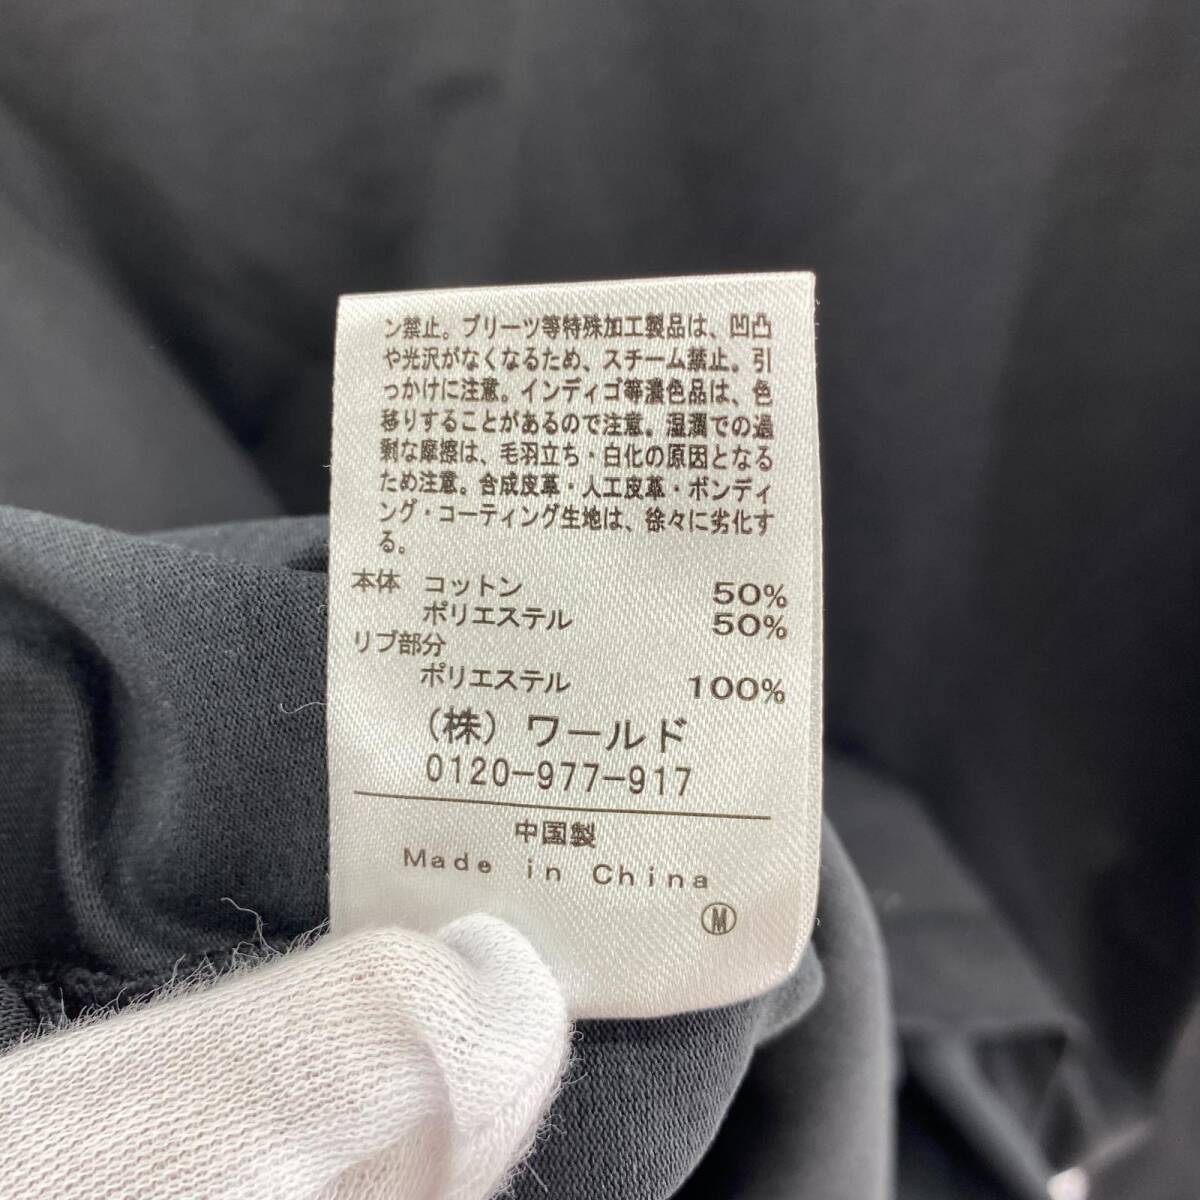 ン禁止。プリーツ等特殊加工製品は、凹凸
や光沢がなくなるため、スチーム禁止。引
っかけに注意。インディゴ等濃色品は、色
移りすることがあるので注意。湿潤での過
剰な摩擦は、毛羽立ち・白化の原因となる
ため注意。合成皮革・人工皮革・ボンディ
ング・コーティング生地は、徐々に劣化す
る。
本体 コットン 50%
ポリエステル 50%
リブ部分
ポリエステル 100%
(株) ワールド
0120-977-917
中国製
Made in China
M